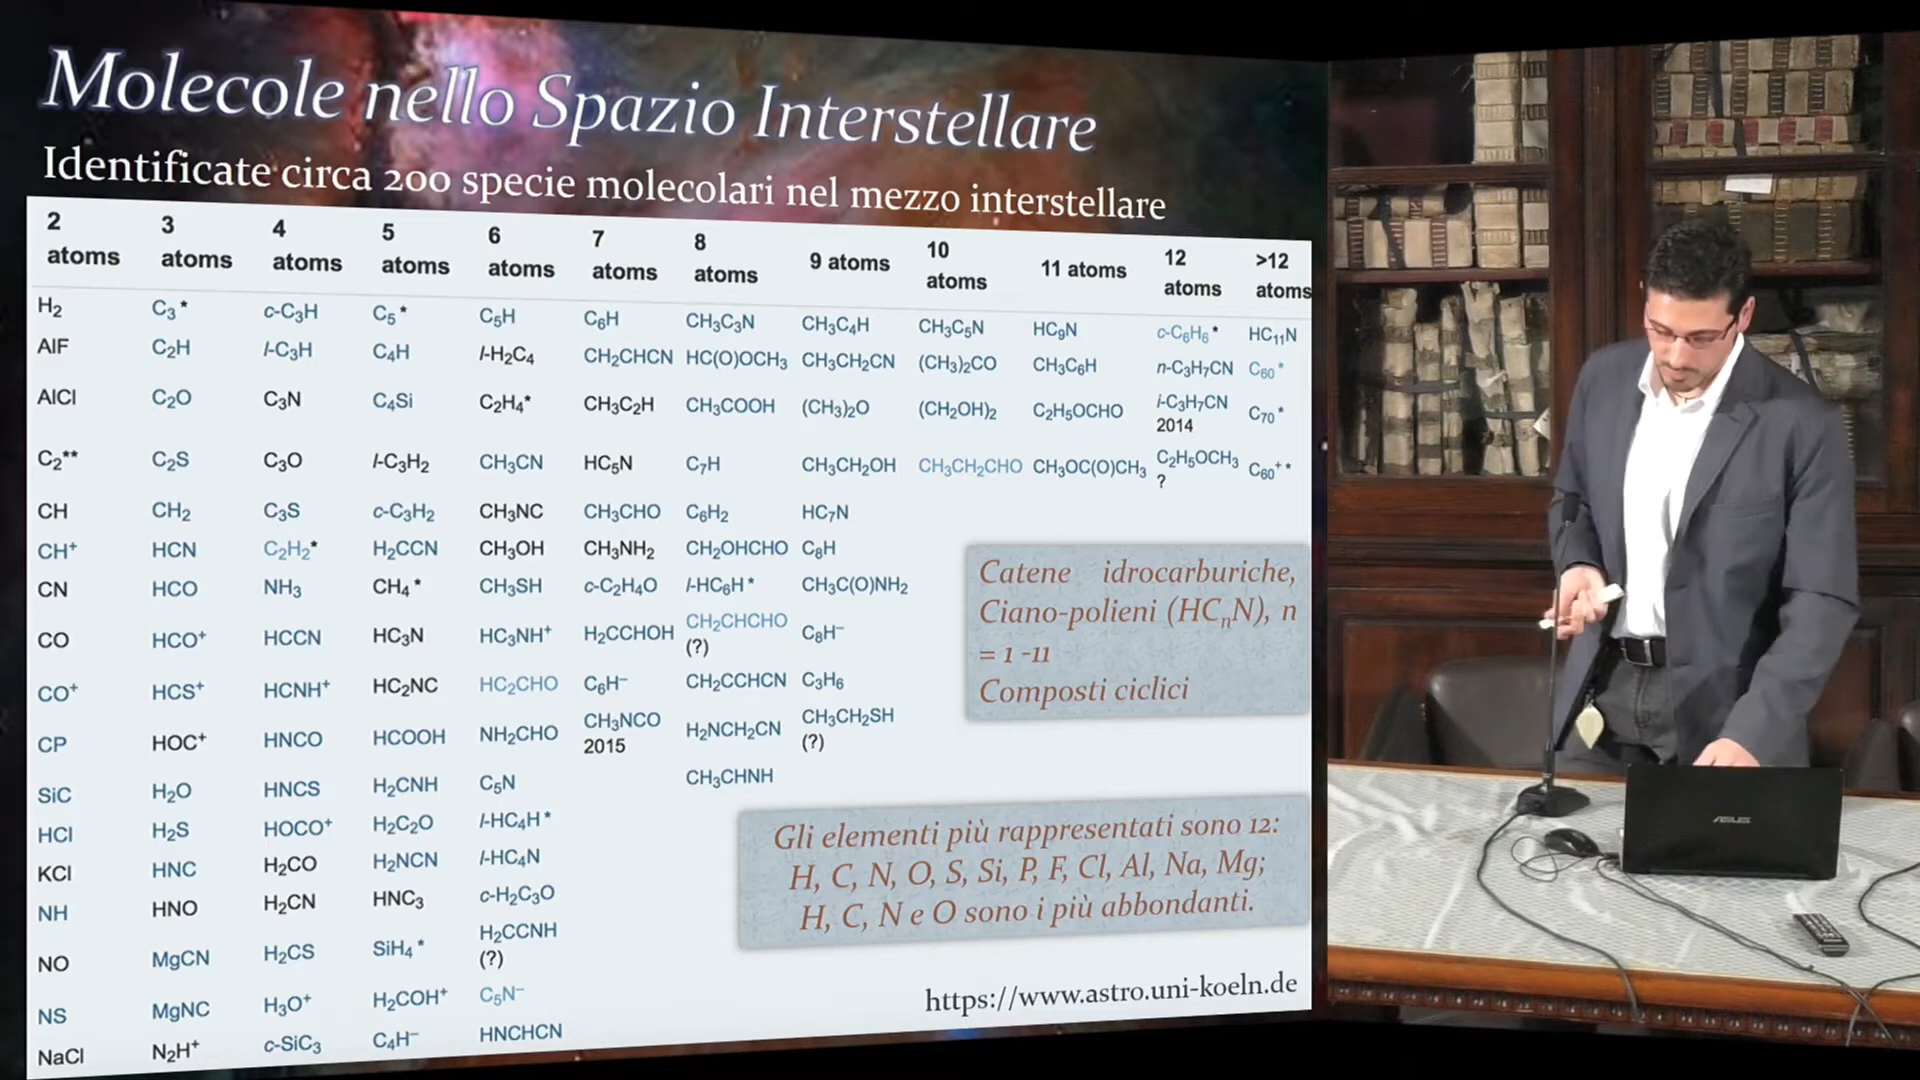 Molecole nello Spazio Interstellare
Identificate circa 200 specie molecolari nel mezzo interstellare
2 atoms 3 atoms 4 atoms 5 atoms 6 atoms 7 atoms 8 atoms 9 atoms 10 atoms 11 atoms 12 atoms >12 atoms
H₂ C₃* c-C₃H C₅* C₅H C₆H CH₃C₃N CH₃C₄H CH₃C₅N HC₉N c-C₆H₆* HC₁₁N
AlF C₂H l-C₃H C₄H l-H₂C₄ CH₂CHCN HC(O)OCH₃ CH₃CH₂CN (CH₃)₂CO CH₃C₆H n-C₃H₇CN C₆₀*
AlCl C₂O C₃N C₄Si C₂H₄* CH₃C₂H CH₃COOH (CH₃)₂O (CH₂OH)₂ C₂H₅OCHO i-C₃H₇CN 2014 C₇₀*
C₂** C₂S C₃O l-C₃H₂ CH₃CN HC₅N C₇H CH₃CH₂OH CH₃CH₂CHO CH₃OC(O)CH₃ C₂H₅OCH₃ ? C₆₀⁺*
CH CH₂ C₃S c-C₃H₂ CH₃NC CH₃CHO C₆H₂ HC₇N
CH⁺ HCN C₂H₂* H₂CCN CH₃OH CH₃NH₂ CH₂OHCHO C₈H
CN HCO NH₃ CH₄* CH₃SH c-C₂H₄O l-HC₆H* CH₃C(O)NH₂
CO HCO⁺ HCCN HC₃N HC₃NH⁺ H₂CCHOH CH₂CHCHO (?) C₈H⁻
CO⁺ HCS⁺ HCNH⁺ HC₂NC HC₂CHO C₆H⁻ CH₂CCHCN C₃H₆
CP HOC⁺ HNCO HCOOH NH₂CHO CH₃NCO 2015 H₂NCH₂CN CH₃CH₂SH (?)
SiC H₂O HNCS H₂CNH C₅N CH₃CHNH
HCl H₂S HOCO⁺ H₂C₂O l-HC₄H*
KCl HNC H₂CO H₂NCN l-HC₄N
NH HNO H₂CN HNC₃ c-H₂C₃O
NO MgCN H₂CS SiH₄* H₂CCNH (?)
NS MgNC H₃O⁺ H₂COH⁺ C₅N⁻
NaCl N₂H⁺ c-SiC₃ C₄H⁻ HNCHCN
Catene idrocarburiche,
Ciano-polieni (HCₙN), n
= 1 -11
Composti ciclici
Gli elementi più rappresentati sono 12:
H, C, N, O, S, Si, P, F, Cl, Al, Na, Mg;
H, C, N e O sono i più abbondanti.
https://www.astro.uni-koeln.de
ASUS